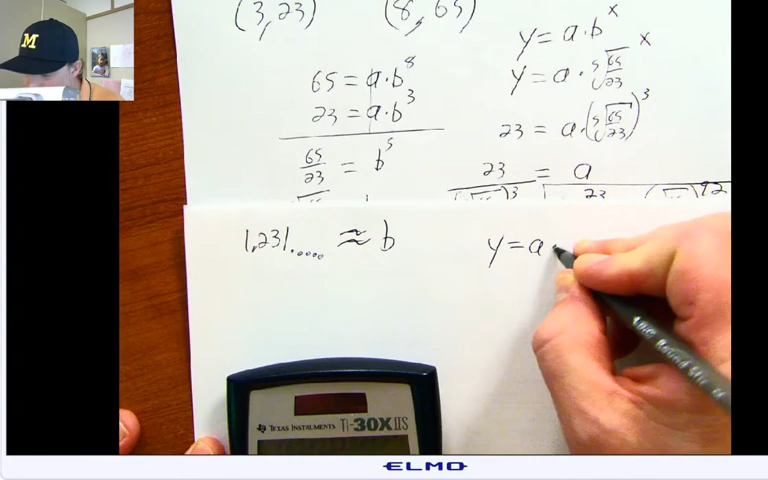 (3, 23) (8, 65)
y = a · b^x
65 = a · b^8
y = a · ⁵√(65/23)^x
23 = a · b^3
23 = a · (⁵√(65/23))^3
65/23 = b^5
23 = a
1.231.... ≈ b
y = a ·
M
TEXAS INSTRUMENTS TI-30X IIS
ELMO